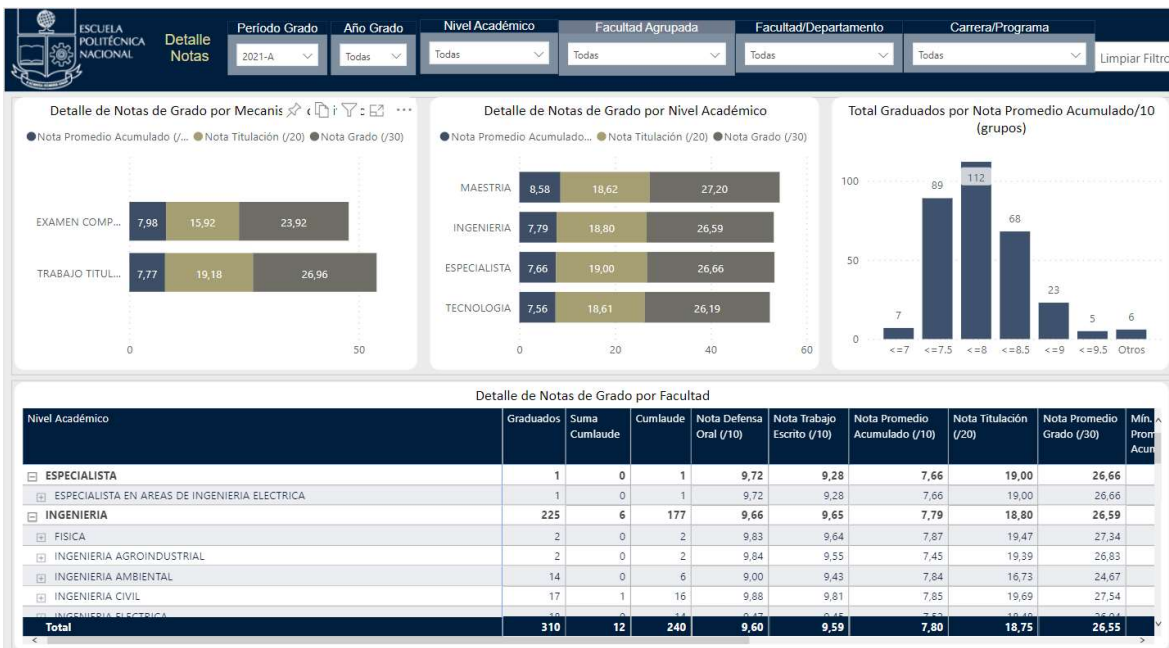 ESCUELA
POLITÉCNICA
NACIONAL
Detalle
Notas
Período Grado
2021-A
Año Grado
Todas
Nivel Académico
Todas
Facultad Agrupada
Todas
Facultad/Departamento
Todas
Carrera/Programa
Todas
Limpiar Filtro
Detalle de Notas de Grado por Mecanis
Nota Promedio Acumulado (/... Nota Titulación (/20) Nota Grado (/30)
EXAMEN COMP... 7,98 15,92 23,92
TRABAJO TITUL... 7,77 19,18 26,96
0 50
Detalle de Notas de Grado por Nivel Académico
Nota Promedio Acumulado... Nota Titulación (/20) Nota Grado (/30)
MAESTRIA 8,58 18,62 27,20
INGENIERIA 7,79 18,80 26,59
ESPECIALISTA 7,66 19,00 26,66
TECNOLOGIA 7,56 18,61 26,19
0 20 40 60
Total Graduados por Nota Promedio Acumulado/10
(grupos)
100
50
0
7 89 112 68 23 5 6
<=7 <=7.5 <=8 <=8.5 <=9 <=9.5 Otros
Detalle de Notas de Grado por Facultad
Nivel Académico Graduados Suma Cumlaude Nota Defensa Nota Trabajo Nota Promedio Nota Titulación Nota Promedio Mín.
Cumlaude Oral (/10) Escrito (/10) Acumulado (/10) (/20) Grado (/30) Prom
Acum
ESPECIALISTA 1 0 1 9,72 9,28 7,66 19,00 26,66
ESPECIALISTA EN AREAS DE INGENIERIA ELECTRICA 1 0 1 9,72 9,28 7,66 19,00 26,66
INGENIERIA 225 6 177 9,66 9,65 7,79 18,80 26,59
FISICA 2 0 2 9,83 9,64 7,87 19,47 27,34
INGENIERIA AGROINDUSTRIAL 2 0 2 9,84 9,55 7,45 19,39 26,83
INGENIERIA AMBIENTAL 14 0 6 9,00 9,43 7,84 16,73 24,67
INGENIERIA CIVIL 17 1 16 9,88 9,81 7,85 19,69 27,54
INGENIERIA ELECTRICA
Total 310 12 240 9,60 9,59 7,80 18,75 26,55